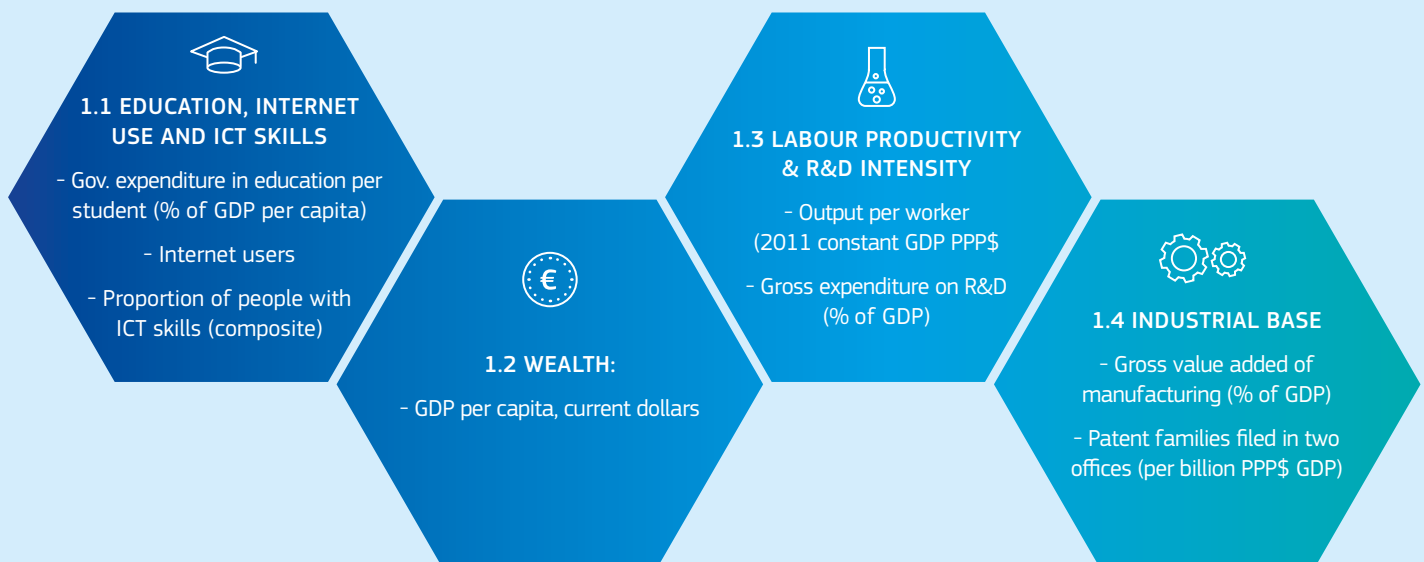 1.1 EDUCATION, INTERNET
USE AND ICT SKILLS
- Gov. expenditure in education per
student (% of GDP per capita)
- Internet users
- Proportion of people with
ICT skills (composite)
€
1.2 WEALTH:
- GDP per capita, current dollars
1.3 LABOUR PRODUCTIVITY
& R&D INTENSITY
- Output per worker
(2011 constant GDP PPP$
- Gross expenditure on R&D
(% of GDP)
1.4 INDUSTRIAL BASE
- Gross value added of
manufacturing (% of GDP)
- Patent families filed in two
offices (per billion PPP$ GDP)